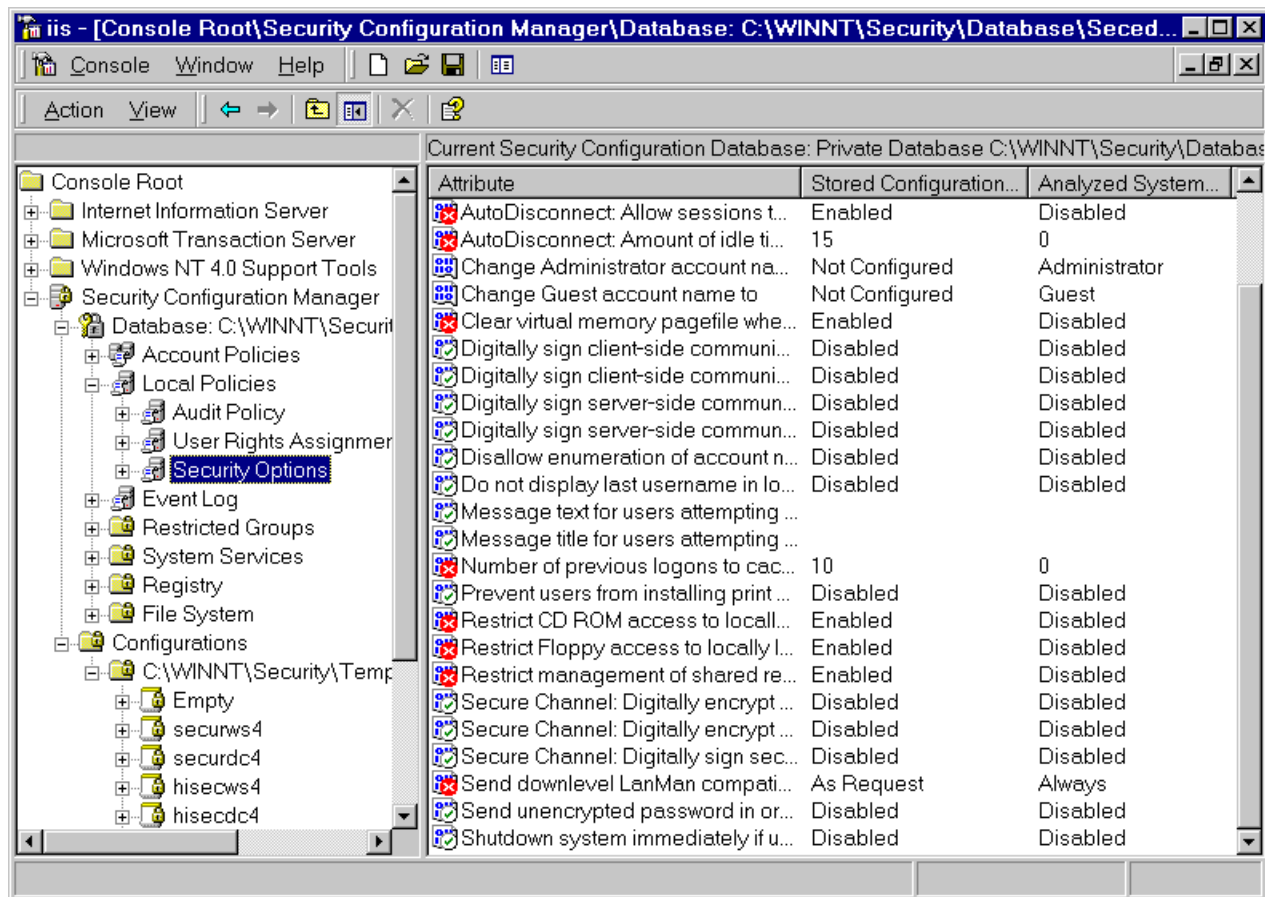 iis - [Console Root\Security Configuration Manager\Database: C:\WINNT\Security\Database\Seced...
Console Window Help
Action View
Current Security Configuration Database: Private Database C:\WINNT\Security\Databas
Console Root
Internet Information Server
Microsoft Transaction Server
Windows NT 4.0 Support Tools
Security Configuration Manager
Database: C:\WINNT\Securit
Account Policies
Local Policies
Audit Policy
User Rights Assignmer
Security Options
Event Log
Restricted Groups
System Services
Registry
File System
Configurations
C:\WINNT\Security\Temp
Empty
securws4
securdc4
hisecws4
hisecdc4
Attribute Stored Configuration... Analyzed System...
AutoDisconnect: Allow sessions t... Enabled Disabled
AutoDisconnect: Amount of idle ti... 15 0
Change Administrator account na... Not Configured Administrator
Change Guest account name to Not Configured Guest
Clear virtual memory pagefile whe... Enabled Disabled
Digitally sign client-side communi... Disabled Disabled
Digitally sign client-side communi... Disabled Disabled
Digitally sign server-side commun... Disabled Disabled
Digitally sign server-side commun... Disabled Disabled
Disallow enumeration of account n... Disabled Disabled
Do not display last username in lo... Disabled Disabled
Message text for users attempting ...
Message title for users attempting ...
Number of previous logons to cac... 10 0
Prevent users from installing print ... Disabled Disabled
Restrict CD ROM access to locall... Enabled Disabled
Restrict Floppy access to locally l... Enabled Disabled
Restrict management of shared re... Enabled Disabled
Secure Channel: Digitally encrypt ... Disabled Disabled
Secure Channel: Digitally encrypt ... Disabled Disabled
Secure Channel: Digitally sign sec... Disabled Disabled
Send downlevel LanMan compati... As Request Always
Send unencrypted password in or... Disabled Disabled
Shutdown system immediately if u... Disabled Disabled